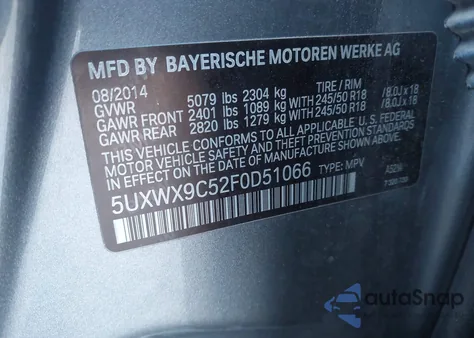 MFD BY BAYERISCHE MOTOREN WERKE AG
08/2014 TIRE / RIM
GVWR 5079 lbs 2304 kg
GAWR FRONT 2401 lbs 1089 kg WITH 245/50 R18 /8.0J x 18
GAWR REAR 2820 lbs 1279 kg WITH 245/50 R18 /8.0J x 18
THIS VEHICLE CONFORMS TO ALL APPLICABLE U.S. FEDERAL
MOTOR VEHICLE SAFETY STANDARDS IN EFFECT ON THE DATE
OF MANUFACTURE SHOWN ABOVE.
5UXWX9C52F0D51066 TYPE: MPV
autoSnap